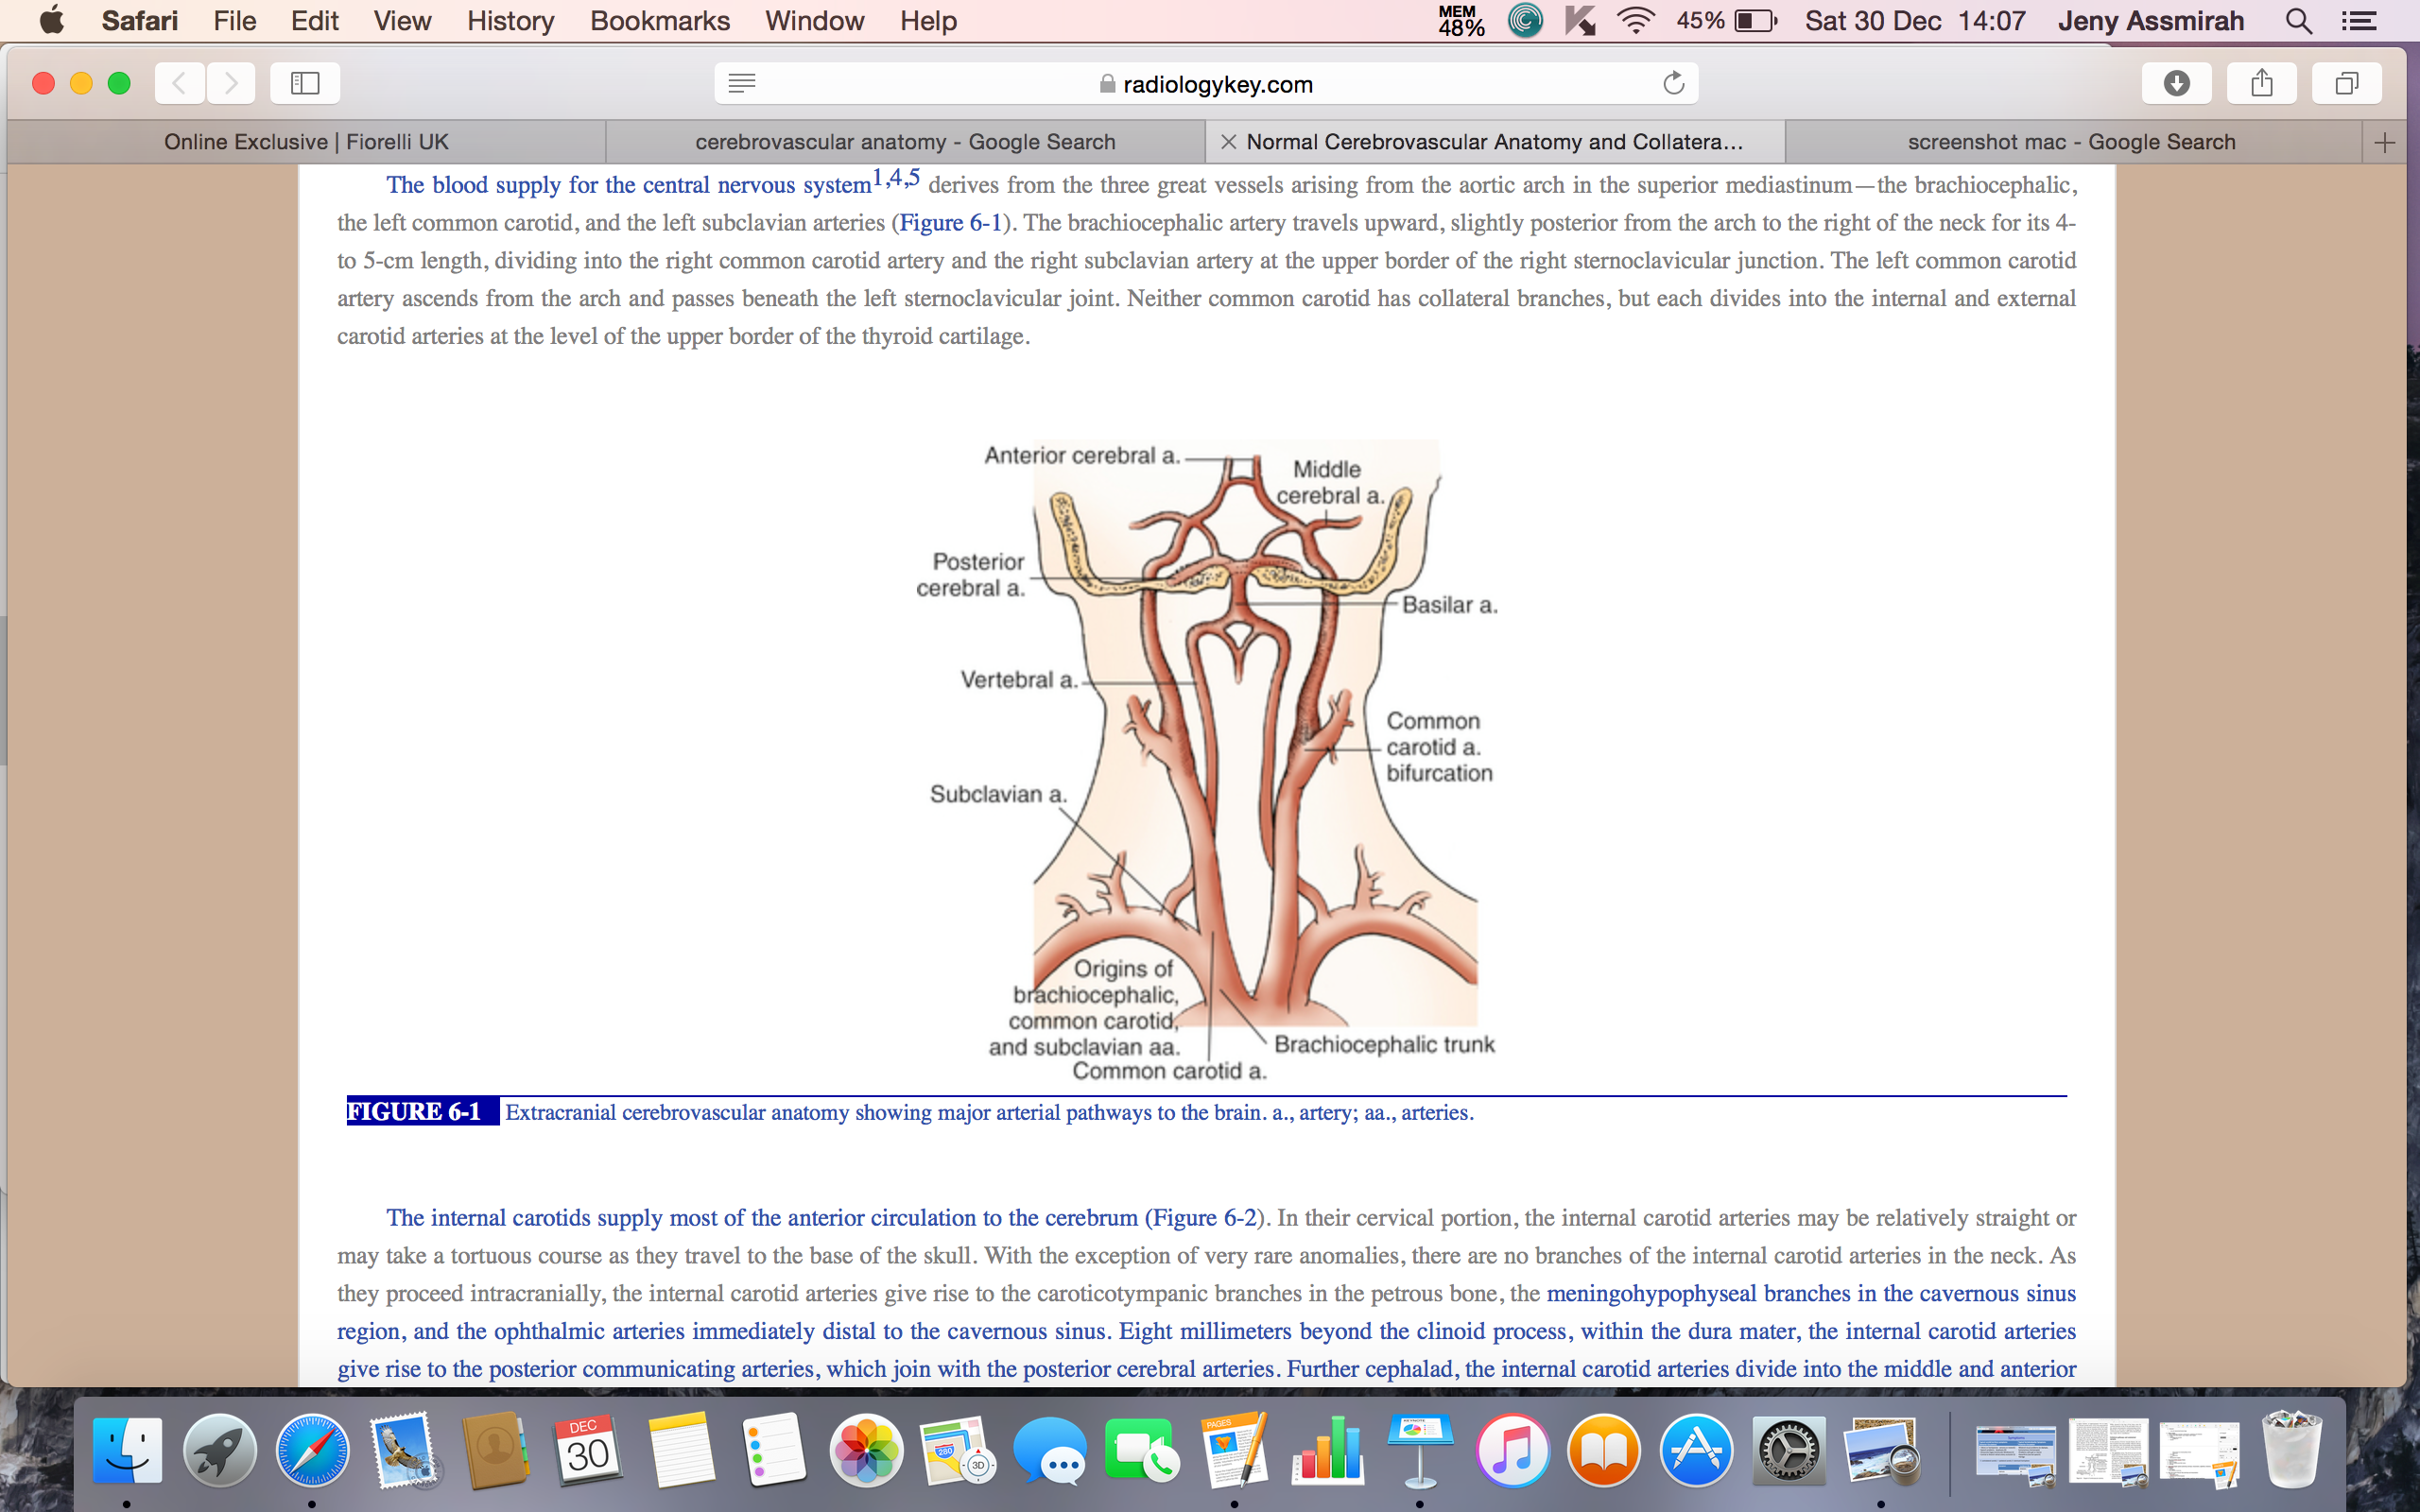 Safari File Edit View History Bookmarks Window Help MEM 48% 45% Sat 30 Dec 14:07 Jeny Assmirah
radiologykey.com
Online Exclusive | Fiorelli UK
cerebrovascular anatomy - Google Search
Normal Cerebrovascular Anatomy and Collatera...
screenshot mac - Google Search
The blood supply for the central nervous system1,4,5 derives from the three great vessels arising from the aortic arch in the superior mediastinum—the brachiocephalic,
the left common carotid, and the left subclavian arteries (Figure 6-1). The brachiocephalic artery travels upward, slightly posterior from the arch to the right of the neck for its 4-
to 5-cm length, dividing into the right common carotid artery and the right subclavian artery at the upper border of the right sternoclavicular junction. The left common carotid
artery ascends from the arch and passes beneath the left sternoclavicular joint. Neither common carotid has collateral branches, but each divides into the internal and external
carotid arteries at the level of the upper border of the thyroid cartilage.
Anterior cerebral a.
Middle
cerebral a.
Posterior
cerebral a.
Basilar a.
Vertebral a.
Common
carotid a.
bifurcation
Subclavian a.
Origins of
brachiocephalic,
common carotid,
and subclavian aa.
Brachiocephalic trunk
Common carotid a.
FIGURE 6-1 Extracranial cerebrovascular anatomy showing major arterial pathways to the brain. a., artery; aa., arteries.
The internal carotids supply most of the anterior circulation to the cerebrum (Figure 6-2). In their cervical portion, the internal carotid arteries may be relatively straight or
may take a tortuous course as they travel to the base of the skull. With the exception of very rare anomalies, there are no branches of the internal carotid arteries in the neck. As
they proceed intracranially, the internal carotid arteries give rise to the caroticotympanic branches in the petrous bone, the meningohypophyseal branches in the cavernous sinus
region, and the ophthalmic arteries immediately distal to the cavernous sinus. Eight millimeters beyond the clinoid process, within the dura mater, the internal carotid arteries
give rise to the posterior communicating arteries, which join with the posterior cerebral arteries. Further cephalad, the internal carotid arteries divide into the middle and anterior
DEC
30
280
3D
PAGES